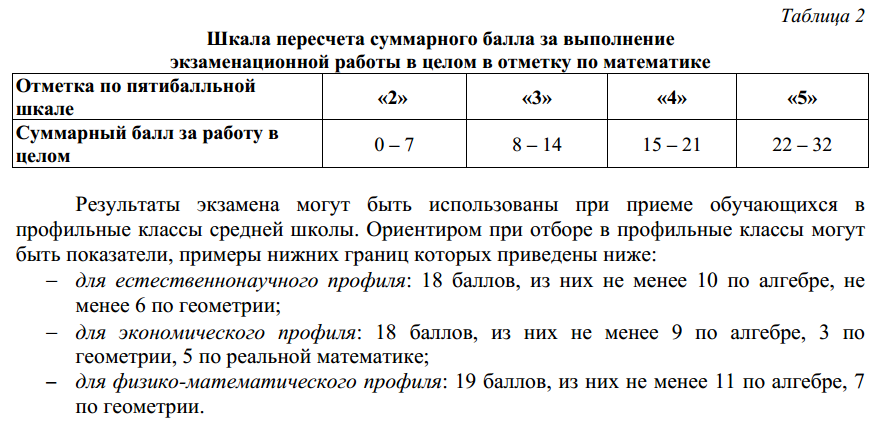 Таблица 2
Шкала пересчета суммарного балла за выполнение
экзаменационной работы в целом в отметку по математике
Отметка по пятибалльной шкале «2» «3» «4» «5»
Суммарный балл за работу в целом 0 – 7 8 – 14 15 – 21 22 – 32
Результаты экзамена могут быть использованы при приеме обучающихся в
профильные классы средней школы. Ориентиром при отборе в профильные классы могут
быть показатели, примеры нижних границ которых приведены ниже:
– для естественнонаучного профиля: 18 баллов, из них не менее 10 по алгебре, не
менее 6 по геометрии;
– для экономического профиля: 18 баллов, из них не менее 9 по алгебре, 3 по
геометрии, 5 по реальной математике;
– для физико-математического профиля: 19 баллов, из них не менее 11 по алгебре, 7
по геометрии.